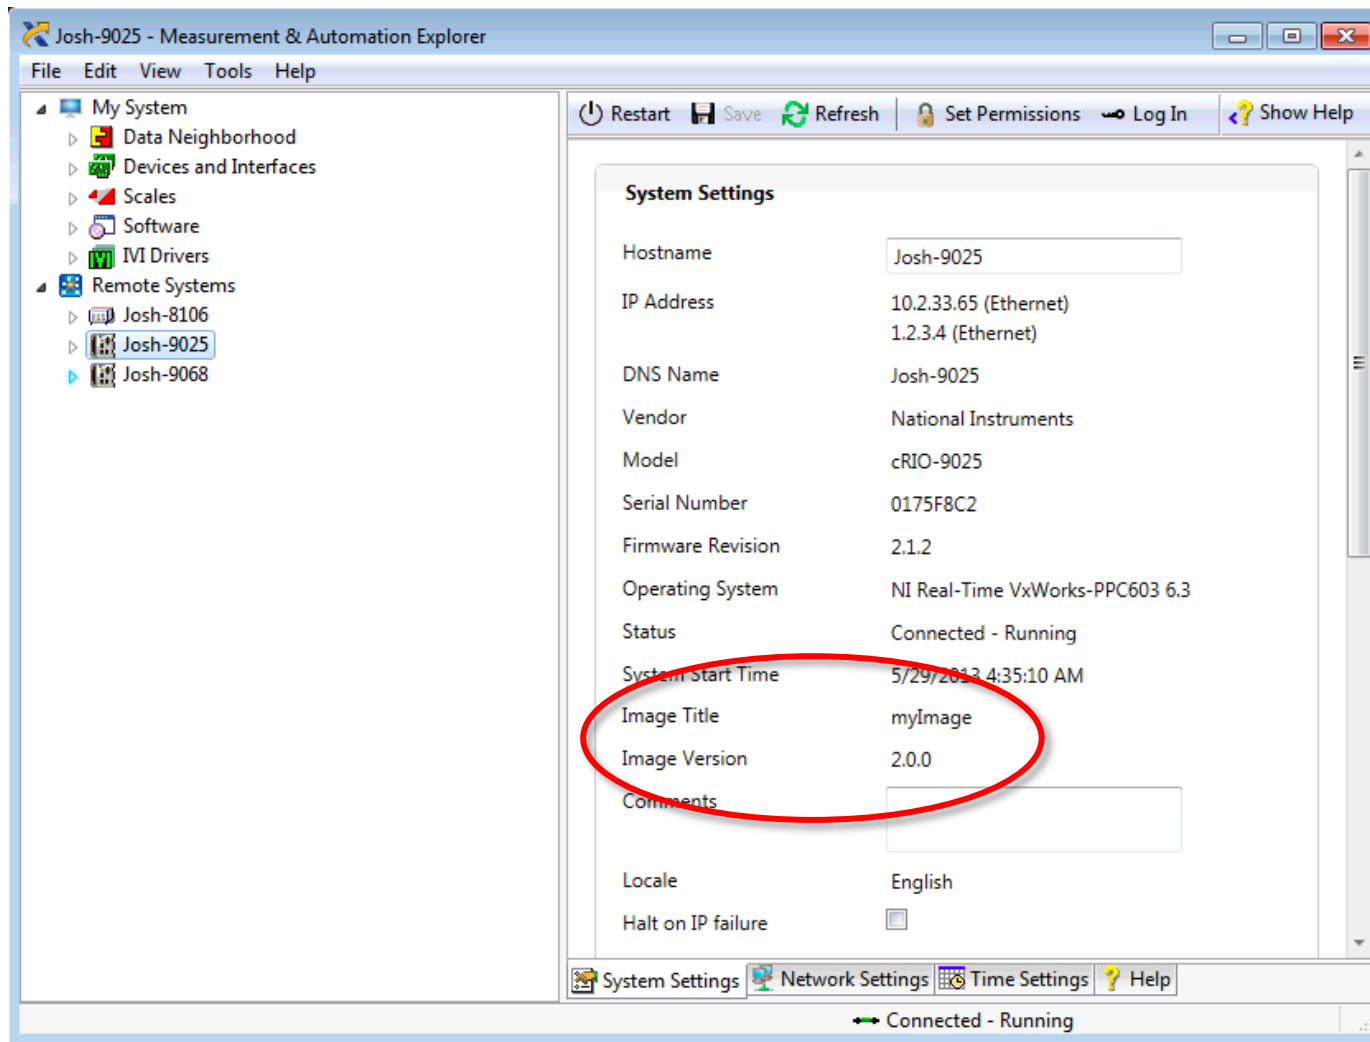 Josh-9025 - Measurement & Automation Explorer
File Edit View Tools Help
My System
Data Neighborhood
Devices and Interfaces
Scales
Software
IVI Drivers
Remote Systems
Josh-8106
Josh-9025
Josh-9068
Restart Save Refresh Set Permissions Log In Show Help
System Settings
Hostname Josh-9025
IP Address 10.2.33.65 (Ethernet)
1.2.3.4 (Ethernet)
DNS Name Josh-9025
Vendor National Instruments
Model cRIO-9025
Serial Number 0175F8C2
Firmware Revision 2.1.2
Operating System NI Real-Time VxWorks-PPC603 6.3
Status Connected - Running
System Start Time 5/29/2013 4:35:10 AM
Image Title myImage
Image Version 2.0.0
Comments
Locale English
Halt on IP failure
System Settings Network Settings Time Settings Help
Connected - Running